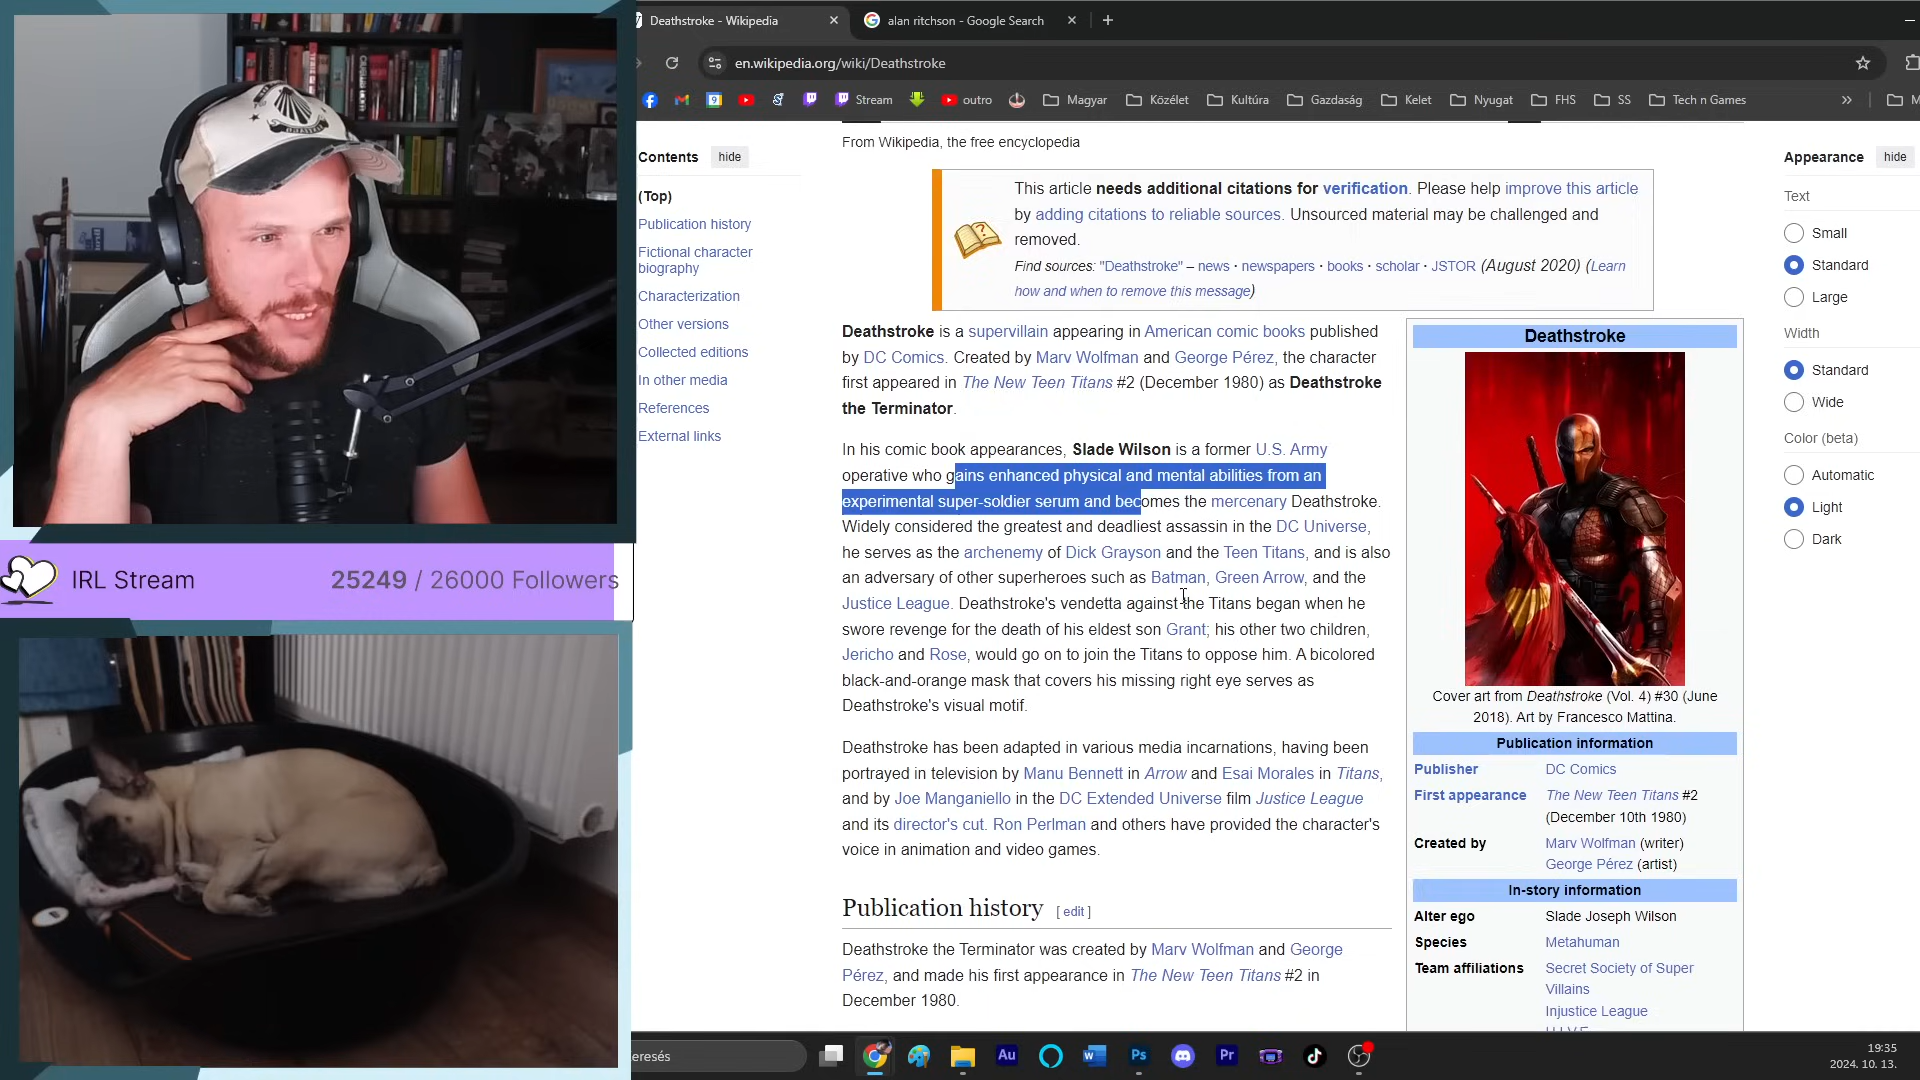 Deathstroke - Wikipedia
alan ritchson - Google Search
en.wikipedia.org/wiki/Deathstroke
Stream
outro
Magyar
Közélet
Kultúra
Gazdaság
Kelet
Nyugat
FHS
SS
Tech n Games
Contents
hide
(Top)
Publication history
Fictional character
biography
Characterization
Other versions
Collected editions
In other media
References
External links
From Wikipedia, the free encyclopedia
This article needs additional citations for verification. Please help improve this article
by adding citations to reliable sources. Unsourced material may be challenged and
removed.
Find sources: "Deathstroke" – news · newspapers · books · scholar · JSTOR (August 2020) (Learn
how and when to remove this message)
Deathstroke is a supervillain appearing in American comic books published
by DC Comics. Created by Marv Wolfman and George Pérez, the character
first appeared in The New Teen Titans #2 (December 1980) as Deathstroke
the Terminator.
In his comic book appearances, Slade Wilson is a former U.S. Army
operative who gains enhanced physical and mental abilities from an
experimental super-soldier serum and becomes the mercenary Deathstroke.
Widely considered the greatest and deadliest assassin in the DC Universe,
he serves as the archenemy of Dick Grayson and the Teen Titans, and is also
an adversary of other superheroes such as Batman, Green Arrow, and the
Justice League. Deathstroke's vendetta against the Titans began when he
swore revenge for the death of his eldest son Grant; his other two children,
Jericho and Rose, would go on to join the Titans to oppose him. A bicolored
black-and-orange mask that covers his missing right eye serves as
Deathstroke's visual motif.
Deathstroke has been adapted in various media incarnations, having been
portrayed in television by Manu Bennett in Arrow and Esai Morales in Titans,
and by Joe Manganiello in the DC Extended Universe film Justice League
and its director's cut. Ron Perlman and others have provided the character's
voice in animation and video games.
Publication history [ edit ]
Deathstroke the Terminator was created by Marv Wolfman and George
Pérez, and made his first appearance in The New Teen Titans #2 in
December 1980.
Deathstroke
Cover art from Deathstroke (Vol. 4) #30 (June
2018). Art by Francesco Mattina.
Publication information
Publisher DC Comics
First appearance The New Teen Titans #2
(December 10th 1980)
Created by Marv Wolfman (writer)
George Pérez (artist)
In-story information
Alter ego Slade Joseph Wilson
Species Metahuman
Team affiliations Secret Society of Super
Villains
Injustice League
Appearance
hide
Text
Small
Standard
Large
Width
Standard
Wide
Color (beta)
Automatic
Light
Dark
IRL Stream 25249 / 26000 Followers
eresés
Au
Ps
Pr
19:35
2024. 10. 13.